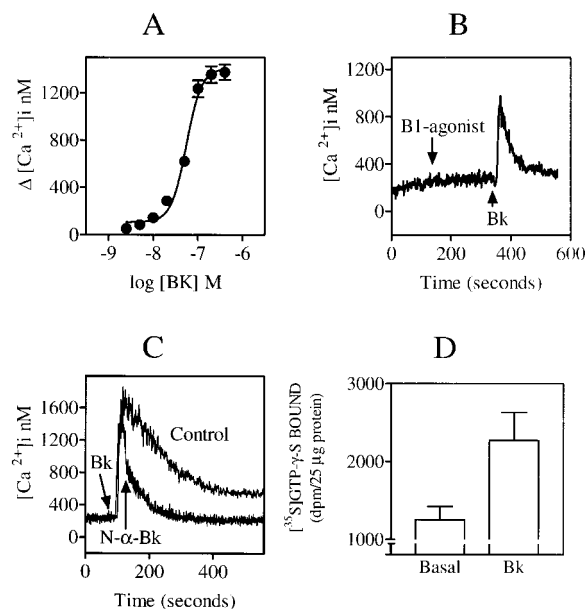 A
Δ [Ca 2+]i nM
1200
800
400
0
-9
-8
-7
-6
-5
log [BK] M
B
[Ca 2+]i nM
1200
800
400
0
B1-agonist
Bk
0
200
400
600
Time (seconds)
C
[Ca 2+]i nM
1600
1200
800
400
0
Bk
Control
N-α-Bk
0
200
400
Time (seconds)
D
[35S]GTP-γ-S BOUND
(dpm/25 µg protein)
3000
2000
1000
Basal
Bk